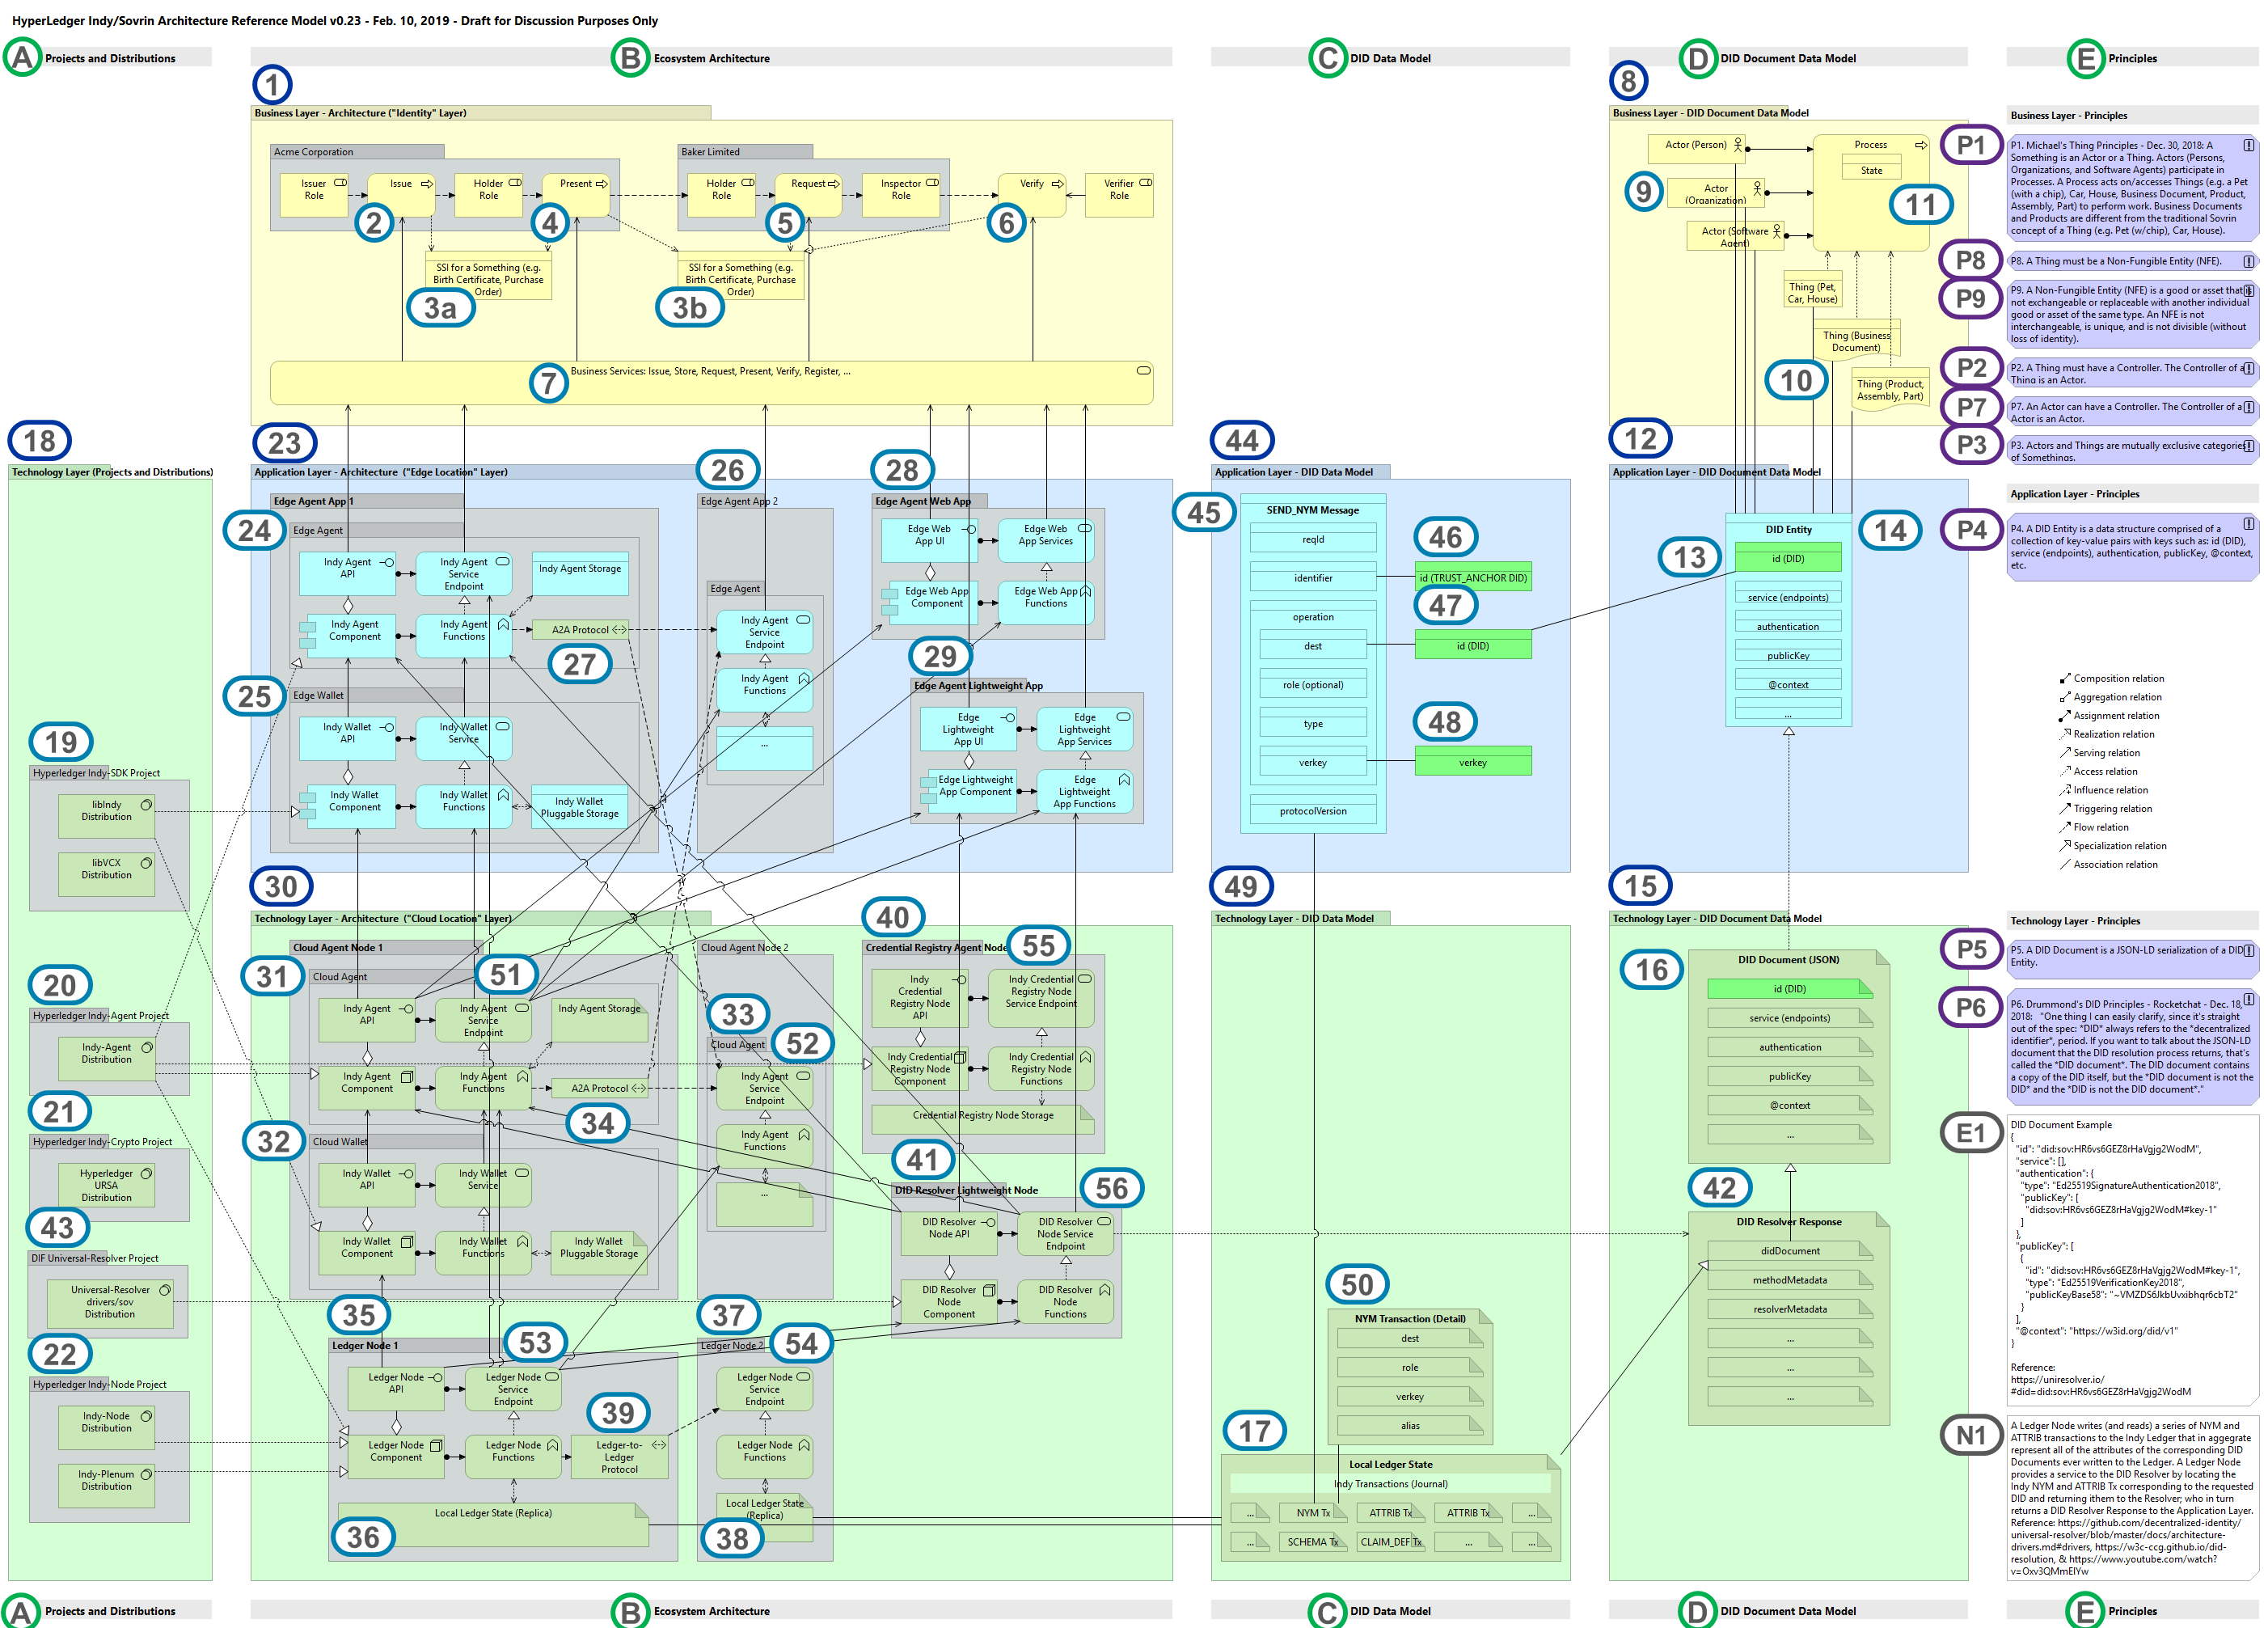 HyperLedger Indy/Sovrin Architecture Reference Model v0.23 - Feb. 10, 2019 - Draft for Discussion Purposes Only
A Projects and Distributions
B Ecosystem Architecture
C DID Data Model
D DID Document Data Model
E Principles
18
Technology Layer (Projects and Distributions)
19
Hyperledger Indy-SDK Project
libIndy
Distribution
libVCX
Distribution
20
Hyperledger Indy-Agent Project
Indy-Agent
Distribution
21
Hyperledger Indy-Crypto Project
Hyperledger
URSA
Distribution
43
DIF Universal-Resolver Project
Universal-Resolver
drivers/sov
Distribution
22
Hyperledger Indy-Node Project
Indy-Node
Distribution
Indy-Plenum
Distribution
1
Business Layer - Architecture ("Identity" Layer)
Acme Corporation
Issuer
Role
Issue
2
Holder
Role
Present
4
Baker Limited
Holder
Role
Request
5
Inspector
Role
Verify
6
Verifier
Role
SSI for a Something (e.g.
Birth Certificate, Purchase
Order)
3a
SSI for a Something (e.g.
Birth Certificate, Purchase
Order)
3b
7
Business Services: Issue, Store, Request, Present, Verify, Register, ...
23
Application Layer - Architecture ("Edge Location" Layer)
Edge Agent App 1
24
Edge Agent
Indy Agent
API
Indy Agent
Service
Endpoint
Indy Agent Storage
Indy Agent
Component
Indy Agent
Functions
A2A Protocol
27
25
Edge Wallet
Indy Wallet
API
Indy Wallet
Service
Indy Wallet
Component
Indy Wallet
Functions
Indy Wallet
Pluggable Storage
26
Edge Agent App 2
Edge Agent
Indy Agent
Service
Endpoint
Indy Agent
Functions
...
28
Edge Agent Web App
Edge Web
App UI
Edge Web
App Services
Edge Web App
Component
Edge Web App
Functions
29
Edge Agent Lightweight App
Edge
Lightweight
App UI
Edge
Lightweight
App Services
Edge Lightweight
App Component
Edge
Lightweight
App Functions
30
Technology Layer - Architecture ("Cloud Location" Layer)
Cloud Agent Node 1
31
Cloud Agent
51
Indy Agent
API
Indy Agent
Service
Endpoint
Indy Agent Storage
Indy Agent
Component
Indy Agent
Functions
A2A Protocol
34
32
Cloud Wallet
Indy Wallet
API
Indy Wallet
Service
Indy Wallet
Component
Indy Wallet
Functions
Indy Wallet
Pluggable Storage
Cloud Agent Node 2
33
Cloud Agent
52
Indy Agent
Service
Endpoint
Indy Agent
Functions
...
40
Credential Registry Agent Node
55
Indy
Credential
Registry Node
API
Indy Credential
Registry Node
Service Endpoint
Indy Credential
Registry Node
Component
Indy Credential
Registry Node
Functions
Credential Registry Node Storage
41
DID Resolver Lightweight Node
56
DID Resolver
Node API
DID Resolver
Node Service
Endpoint
DID Resolver
Node
Component
DID Resolver
Node
Functions
35
Ledger Node 1
53
Ledger Node
API
Ledger Node
Service
Endpoint
39
Ledger Node
Component
Ledger Node
Functions
Ledger-to-
Ledger
Protocol
Local Ledger State (Replica)
36
37
Ledger Node 2
54
Ledger Node
Service
Endpoint
Ledger Node
Functions
Local Ledger State
(Replica)
38
44
Application Layer - DID Data Model
45
SEND_NYM Message
reqId
identifier
operation
dest
role (optional)
type
verkey
protocolVersion
46
id (TRUST_ANCHOR DID)
47
id (DID)
48
verkey
49
Technology Layer - DID Data Model
50
NYM Transaction (Detail)
dest
role
verkey
alias
17
Local Ledger State
Indy Transactions (Journal)
...
NYM Tx
ATTRIB Tx
ATTRIB Tx
...
...
SCHEMA Tx
CLAIM_DEF Tx
...
...
8
Business Layer - DID Document Data Model
Actor (Person)
9
Actor
(Organization)
Actor (Software
Agent)
Process
State
11
Thing (Pet,
Car, House)
Thing (Business
Document)
10
Thing (Product,
Assembly, Part)
12
Application Layer - DID Document Data Model
13
14
DID Entity
id (DID)
service (endpoints)
authentication
publicKey
@context
...
15
Technology Layer - DID Document Data Model
16
DID Document (JSON)
id (DID)
service (endpoints)
authentication
publicKey
@context
...
42
DID Resolver Response
didDocument
methodMetadata
resolverMetadata
...
...
...
Business Layer - Principles
P1
P1. Michael's Thing Principles - Dec. 30, 2018: A
Something is an Actor or a Thing. Actors (Persons,
Organizations, and Software Agents) participate in
Processes. A Process acts on/accesses Things (e.g. a Pet
(with a chip), Car, House, Business Document, Product,
Assembly, Part) to perform work. Business Documents
and Products are different from the traditional Sovrin
concept of a Thing (e.g. Pet (w/chip), Car, House).
P8
P8. A Thing must be a Non-Fungible Entity (NFE).
P9
P9. A Non-Fungible Entity (NFE) is a good or asset that is
not exchangeable or replaceable with another individual
good or asset of the same type. An NFE is not
interchangeable, is unique, and is not divisible (without
loss of identity).
P2
P2. A Thing must have a Controller. The Controller of a
Thing is an Actor.
P7
P7. An Actor can have a Controller. The Controller of a
Actor is an Actor.
P3
P3. Actors and Things are mutually exclusive categories
of Somethings.
Application Layer - Principles
P4
P4. A DID Entity is a data structure comprised of a
collection of key-value pairs with keys such as: id (DID),
service (endpoints), authentication, publicKey, @context,
etc.
Composition relation
Aggregation relation
Assignment relation
Realization relation
Serving relation
Access relation
Influence relation
Triggering relation
Flow relation
Specialization relation
Association relation
Technology Layer - Principles
P5
P5. A DID Document is a JSON-LD serialization of a DID
Entity.
P6
P6. Drummond's DID Principles - Rocketchat - Dec. 18,
2018: "One thing I can easily clarify, since it's straight
out of the spec: *DID* always refers to the *decentralized
identifier*, period. If you want to talk about the JSON-LD
document that the DID resolution process returns, that's
called the *DID document*. The DID document contains
a copy of the DID itself, but the *DID document is not the
DID* and the *DID is not the DID document*."
E1
DID Document Example
{
"id": "did:sov:HR6vs6GEZ8rHaVgjg2WodM",
"service": [],
"authentication": {
"type": "Ed25519SignatureAuthentication2018",
"publicKey": [
"did:sov:HR6vs6GEZ8rHaVgjg2WodM#key-1"
]
},
"publicKey": [
{
"id": "did:sov:HR6vs6GEZ8rHaVgjg2WodM#key-1",
"type": "Ed25519VerificationKey2018",
"publicKeyBase58": "~VMZDS6JkbUvxibhqr6cbT2"
}
],
"@context": "https://w3id.org/did/v1"
}
Reference:
https://uniresolver.io/
#did=did:sov:HR6vs6GEZ8rHaVgjg2WodM
N1
A Ledger Node writes (and reads) a series of NYM and
ATTRIB transactions to the Indy Ledger that in aggegrate
represent all of the attributes of the corresponding DID
Documents ever written to the Ledger. A Ledger Node
provides a service to the DID Resolver by locating the
Indy NYM and ATTRIB Tx corresponding to the requested
DID and returning ithem to the Resolver; who in turn
returns a DID Resolver Response to the Application Layer.
Reference: https://github.com/decentralized-identity/
universal-resolver/blob/master/docs/architecture-
drivers.md#drivers, https://w3c-ccg.github.io/did-
resolution, & https://www.youtube.com/watch?
v=Oxv3QMmEIYw
A Projects and Distributions
B Ecosystem Architecture
C DID Data Model
D DID Document Data Model
E Principles